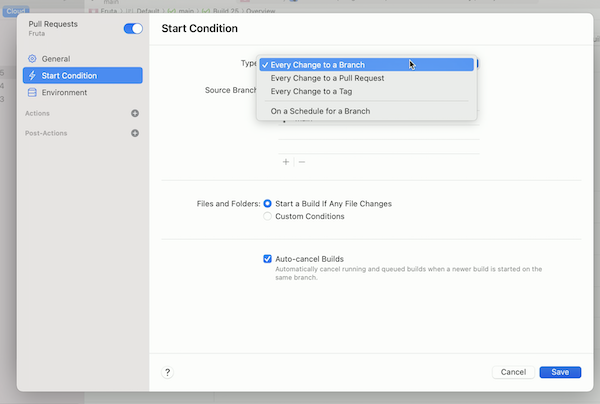 main
Cloud
Fruta
Default
main
Build 25
Overview
Pull Requests
Fruta
General
Start Condition
Environment
Actions
Post-Actions
Start Condition
Type
Every Change to a Branch
Every Change to a Pull Request
Every Change to a Tag
On a Schedule for a Branch
Source Branch
Files and Folders:
Start a Build If Any File Changes
Custom Conditions
Auto-cancel Builds
Automatically cancel running and queued builds when a newer build is started on the
same branch.
?
Cancel
Save